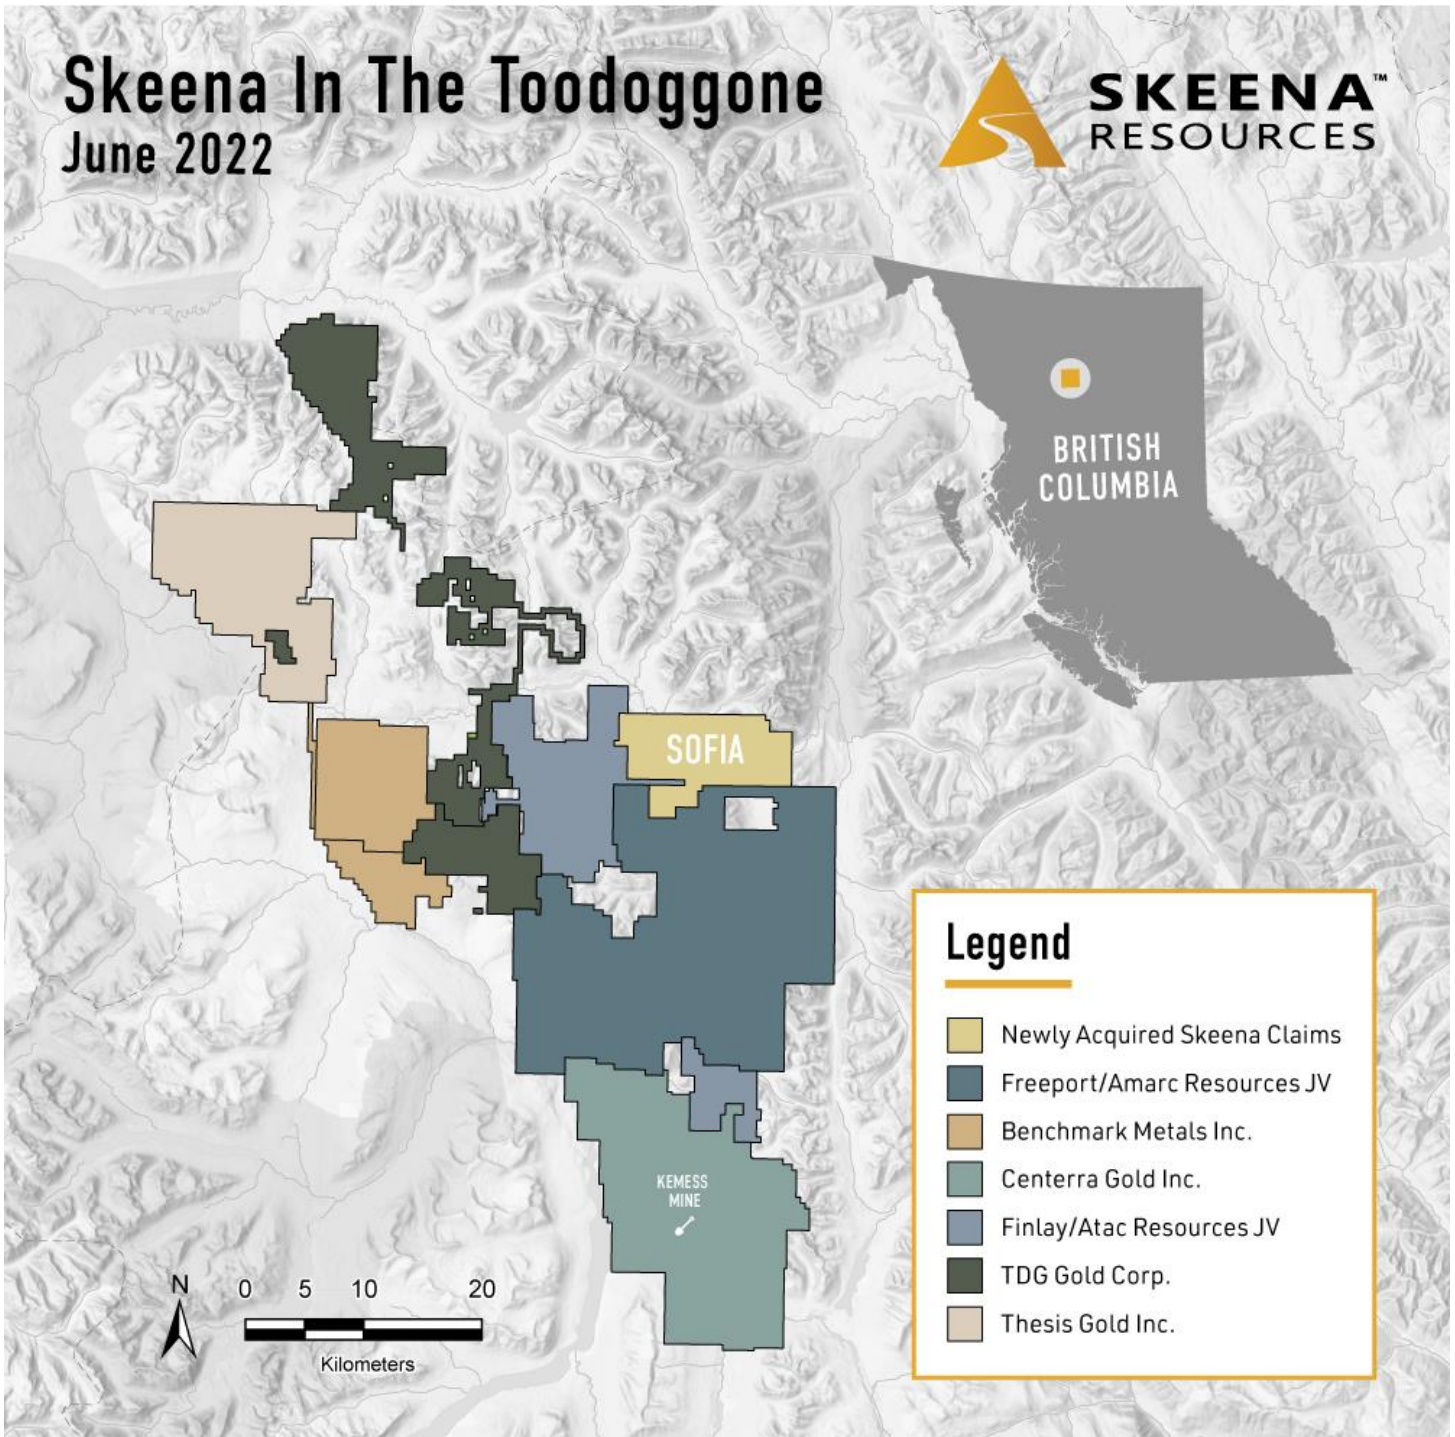 Skeena In The Toodoggone
June 2022
SKEENA™
RESOURCES
BRITISH
COLUMBIA
SOFIA
KEMESS
MINE
Legend
Newly Acquired Skeena Claims
Freeport/Amarc Resources JV
Benchmark Metals Inc.
Centerra Gold Inc.
Finlay/Atac Resources JV
TDG Gold Corp.
Thesis Gold Inc.
N
0 5 10 20
Kilometers